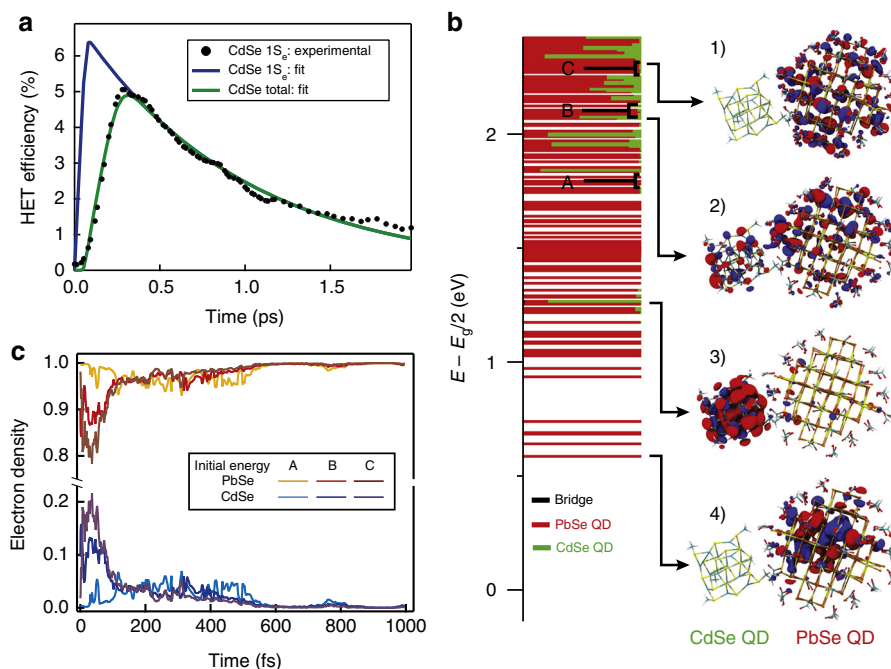 a
HET efficiency (%)
6
5
4
3
2
1
0
0.0
0.5
1.0
1.5
Time (ps)
CdSe 1Se: experimental
CdSe 1Se: fit
CdSe total: fit
b
E – Eg/2 (eV)
2
1
0
C
B
A
Bridge
PbSe QD
CdSe QD
1)
2)
3)
4)
CdSe QD
PbSe QD
c
Electron density
1.0
0.9
0.8
0.2
0.1
0.0
0
200
400
600
800
1000
Time (fs)
Initial energy A B C
PbSe
CdSe